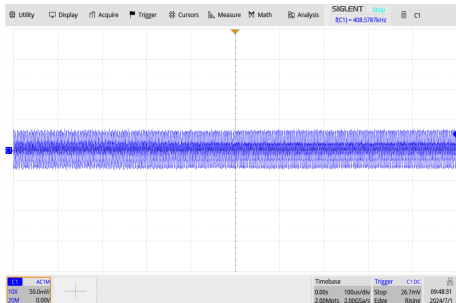 Utility Display Acquire Trigger Cursors Measure Math Analysis SIGLENT Stop C1
f(C1) = 408.5787kHz
C1 AC1M
10X 50.0mV/
20M 0.00V
Timebase
0.00s 100us/div
2.00Mpts 2.00GSa/s
Trigger C1 DC
Stop 26.7mV
Edge Rising
09:48:31
2024/7/1